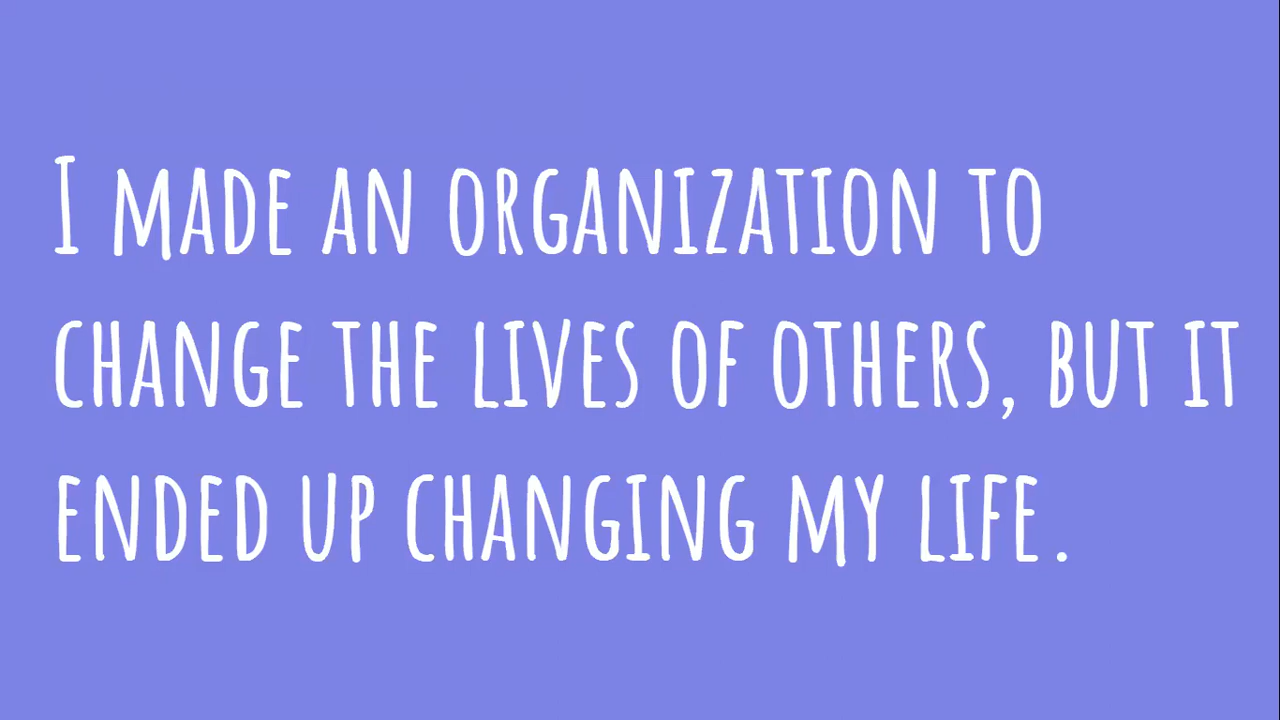 I MADE AN ORGANIZATION TO
CHANGE THE LIVES OF OTHERS, BUT IT
ENDED UP CHANGING MY LIFE.